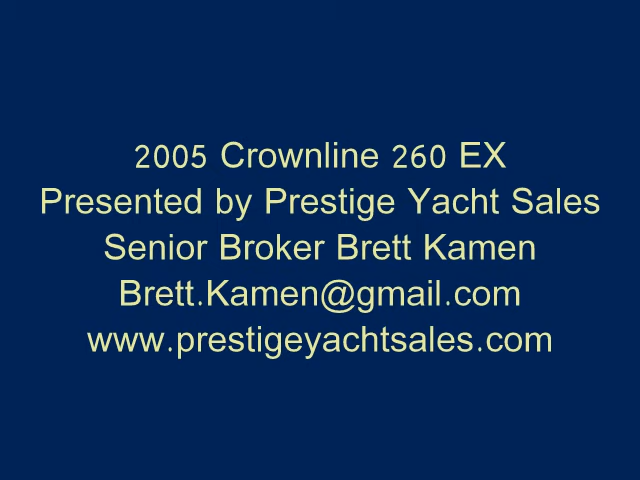 2005 Crownline 260 EX
Presented by Prestige Yacht Sales
Senior Broker Brett Kamen
Brett.Kamen@gmail.com
www.prestigeyachtsales.com